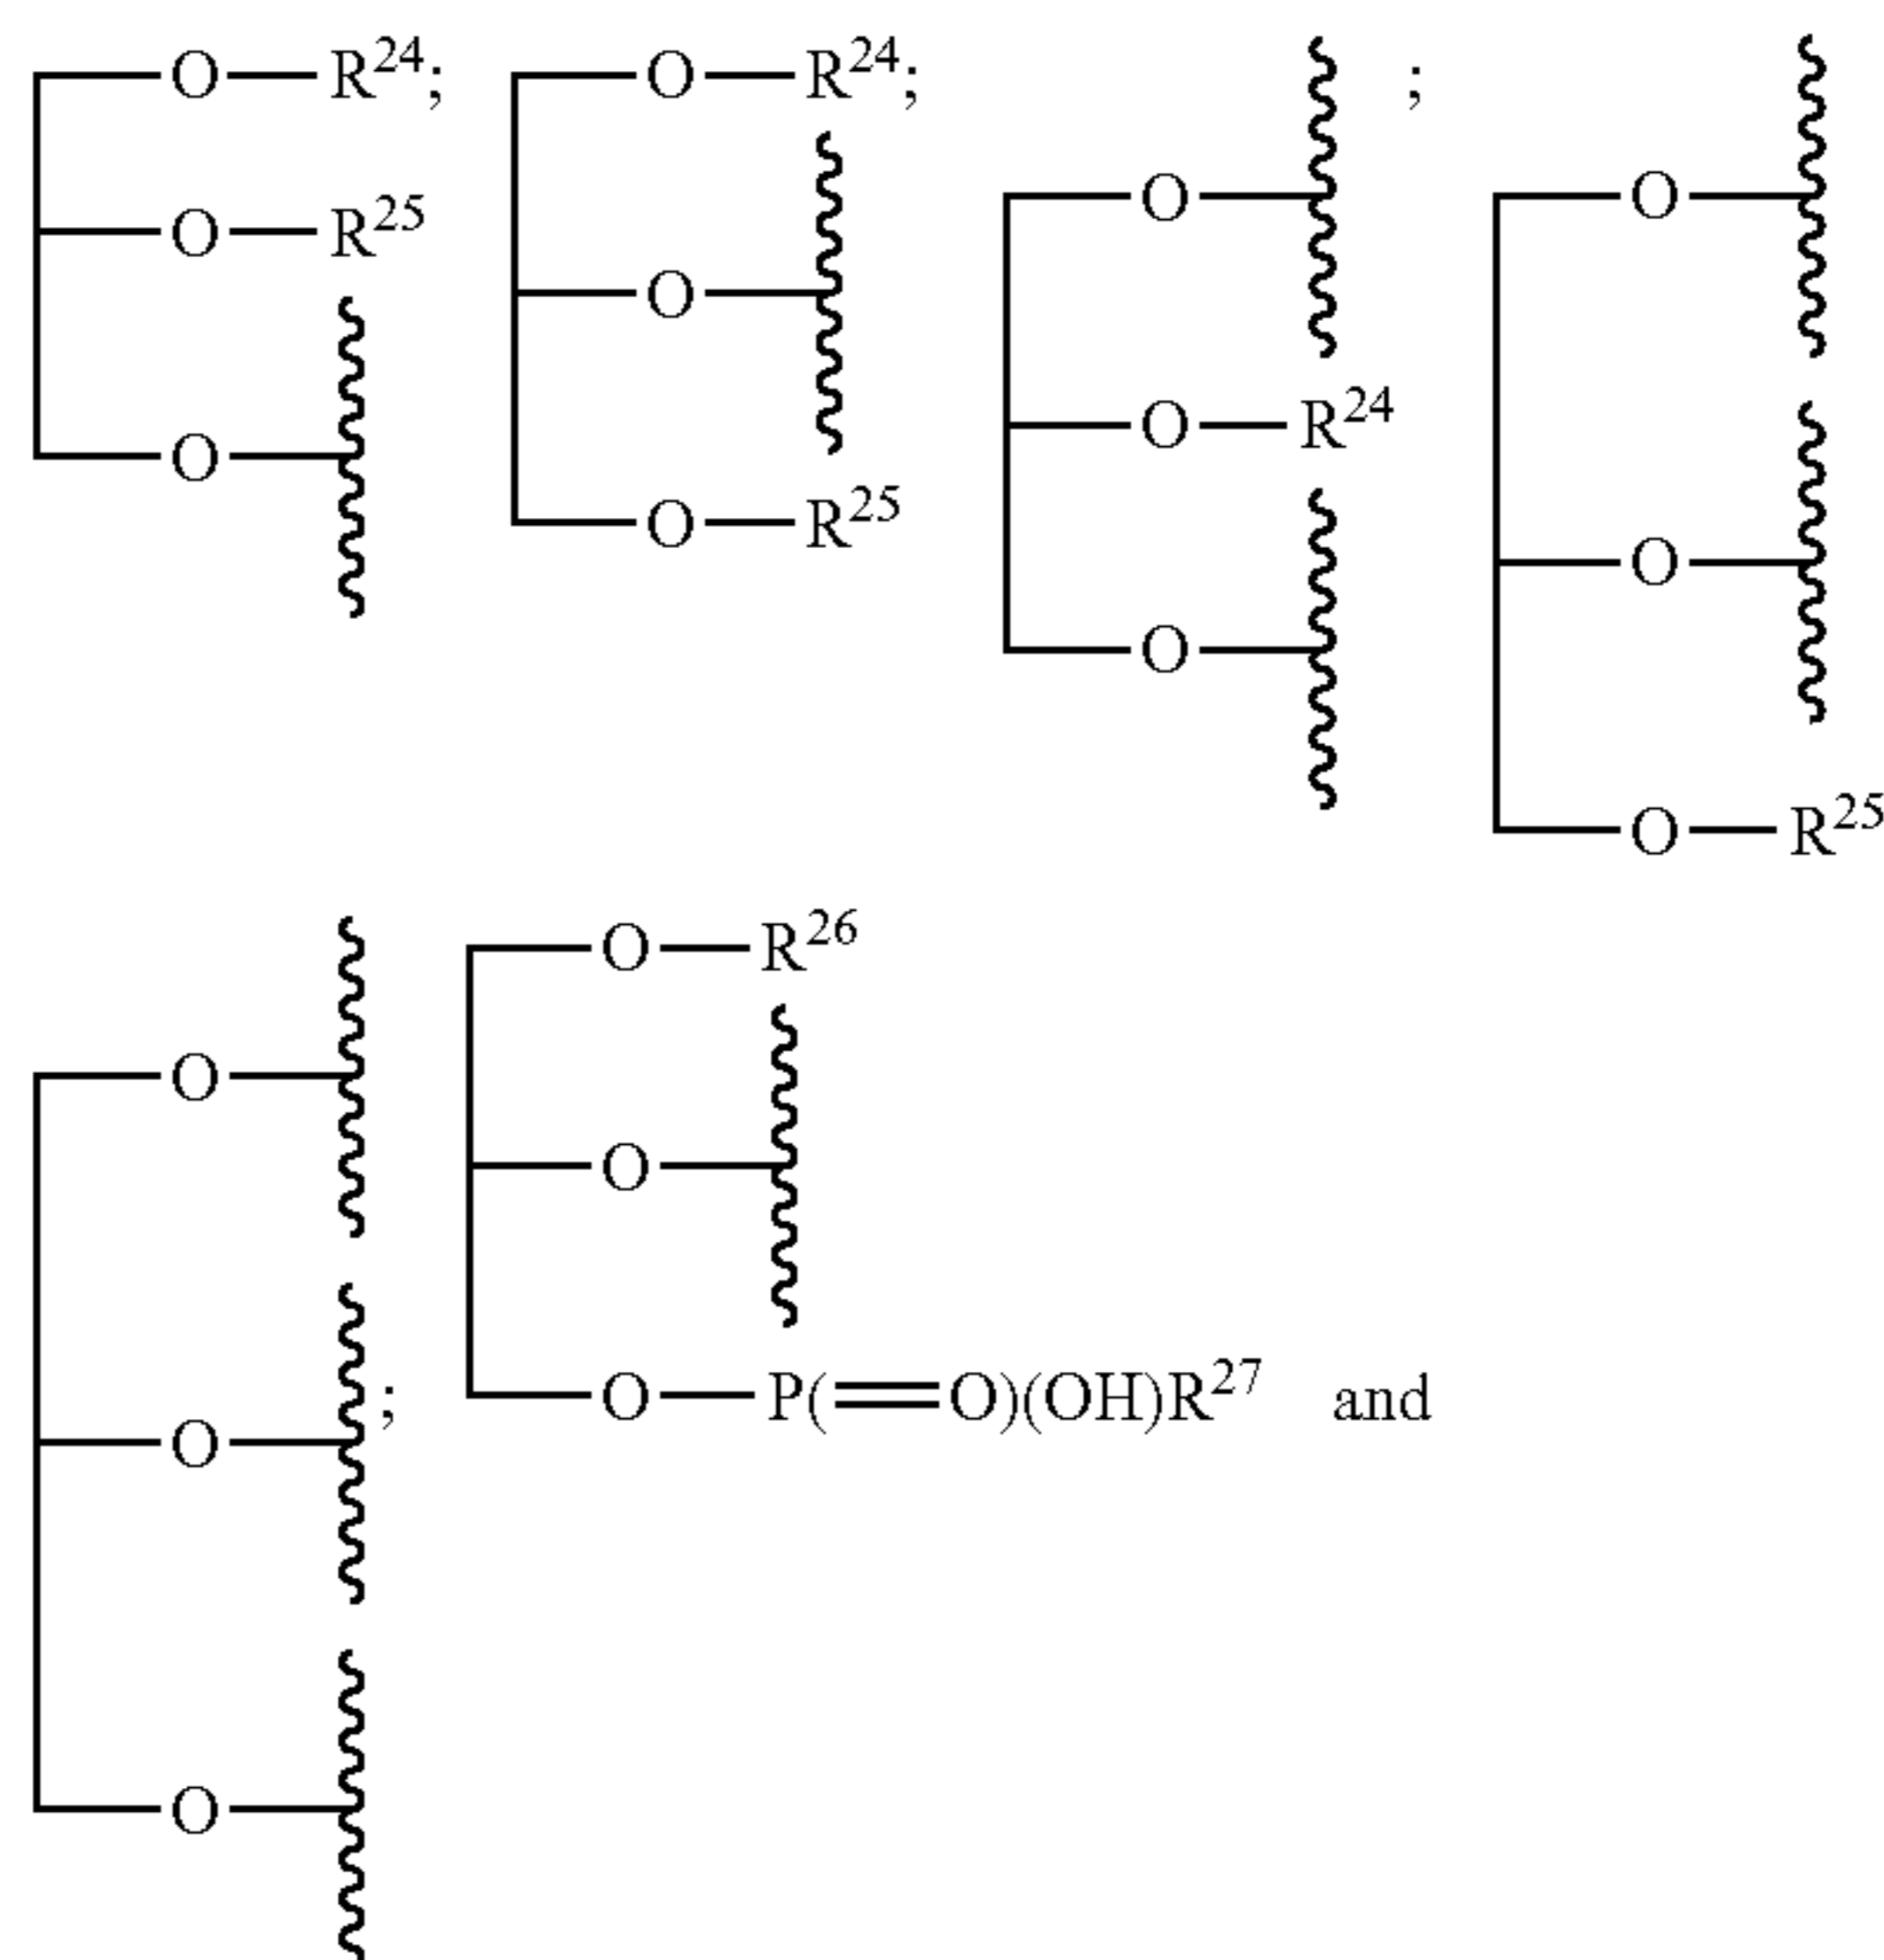 O—R²⁴;
O—R²⁵
O
O—R²⁴;
O
O—R²⁵
O ;
O—R²⁴
O
O
O
O—R²⁵
O
O ;
O
O—R²⁶
O
O—P(=O)(OH)R²⁷ and